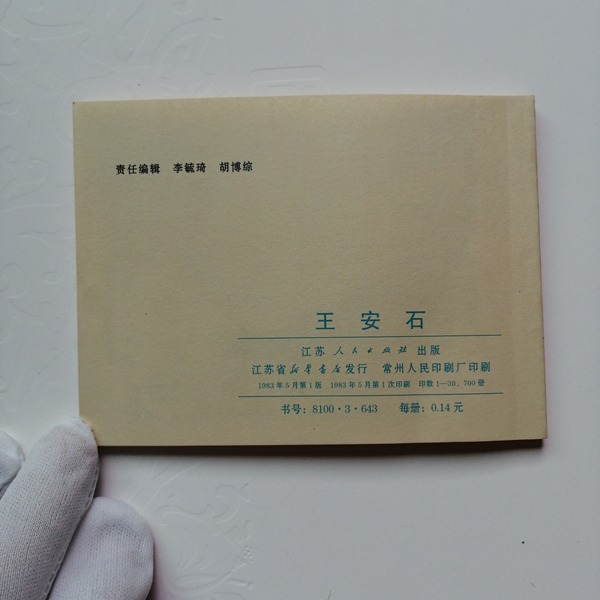 责任编辑 李毓琦 胡博综
王安石
江苏人民出版社出版
江苏省新华书店发行 常州人民印刷厂印刷
1983年5月第1版 1983年5月第1次印刷 印数1—30,700册
书号：8100·3·643 每册：0.14元